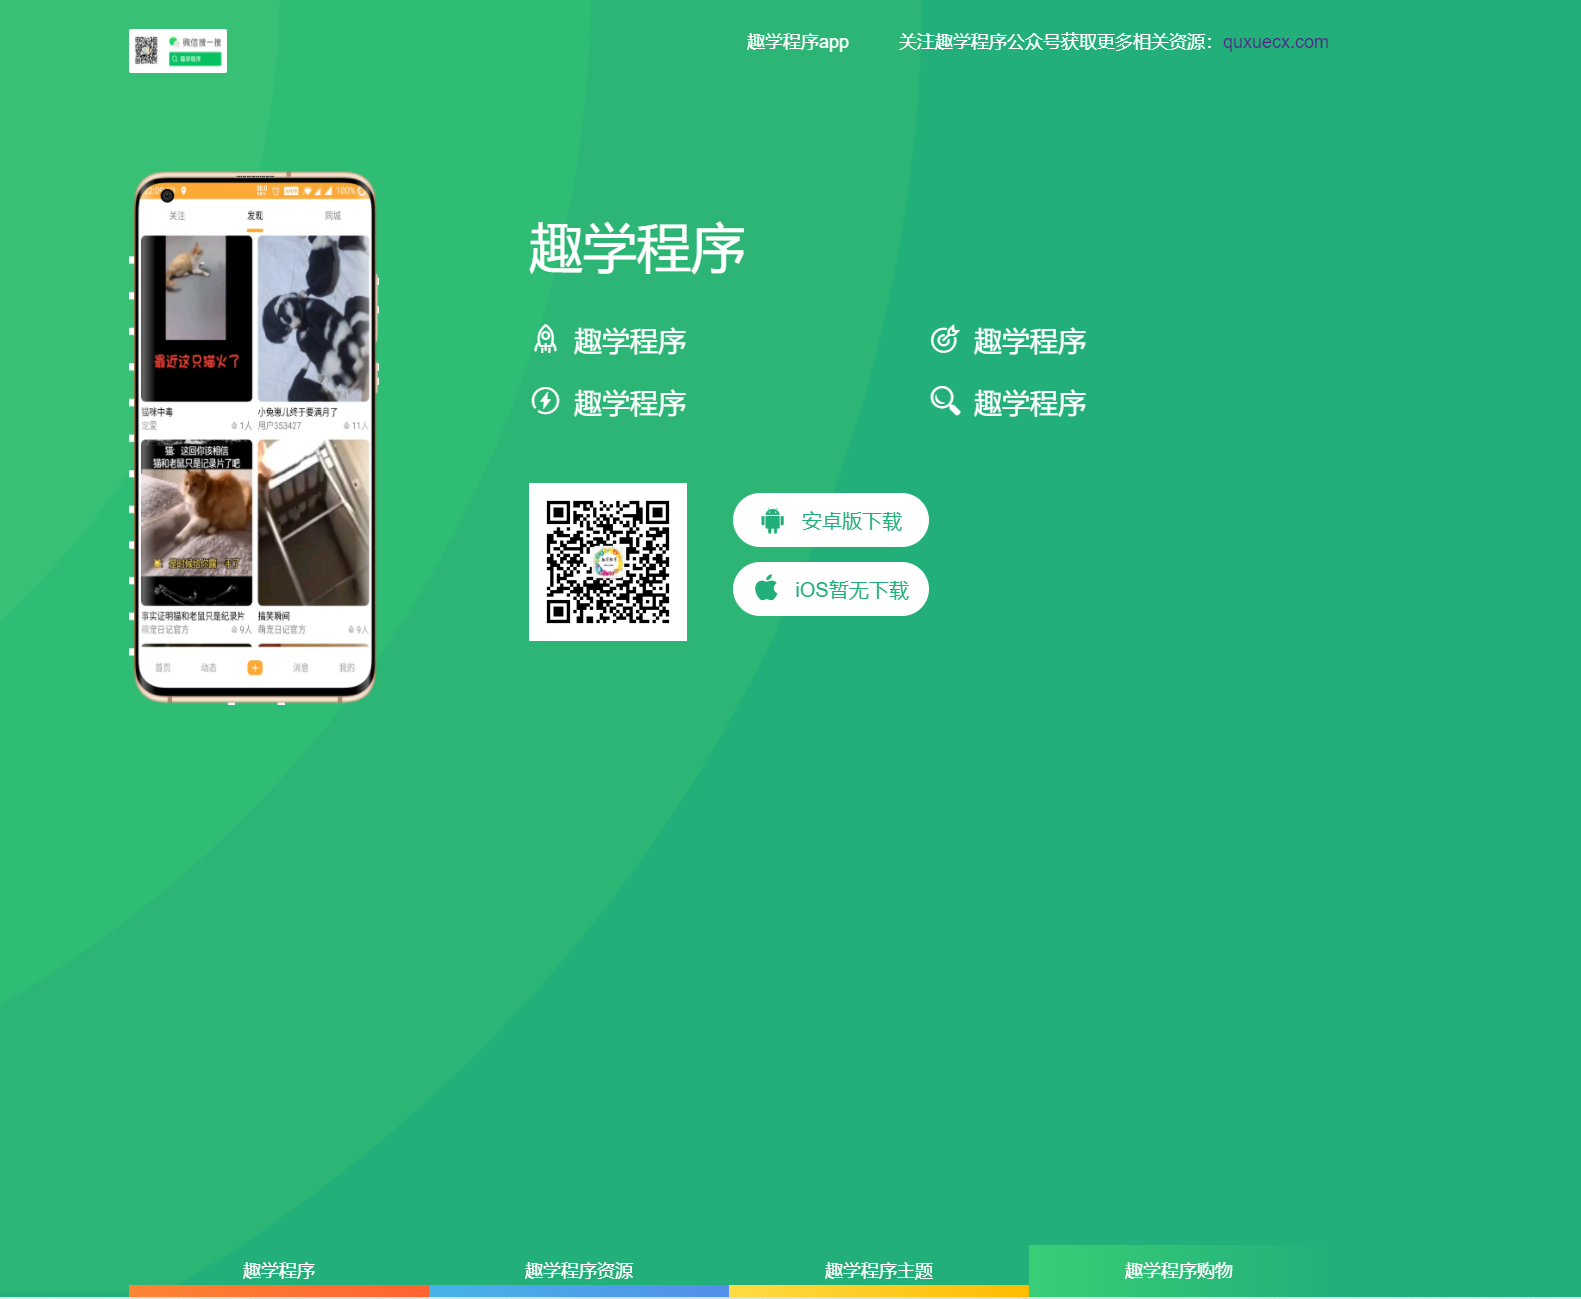 微信搜一搜
趣学程序
趣学程序app
关注趣学程序公众号获取更多相关资源：quxuecx.com
100%
关注
发现
同城
最近这只猫火了
猫咪中毒
宠爱
1人
小兔崽儿终于要满月了
用户353427
11人
猫：这回你该相信
猫和老鼠只是记录片了吧
事实证明猫和老鼠只是纪录片
萌宠日记官方
9人
搞笑瞬间
萌宠日记官方
9人
首页
动态
消息
我的
趣学程序
趣学程序
趣学程序
趣学程序
趣学程序
安卓版下载
iOS暂无下载
趣学程序
趣学程序资源
趣学程序主题
趣学程序购物